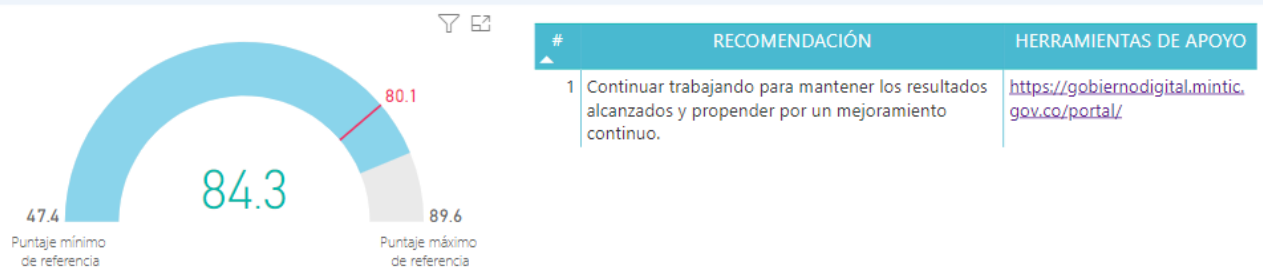 80.1
84.3
47.4
89.6
Puntaje mínimo
de referencia
Puntaje máximo
de referencia
# RECOMENDACIÓN HERRAMIENTAS DE APOYO
1 Continuar trabajando para mantener los resultados https://gobiernodigital.mintic.
alcanzados y propender por un mejoramiento gov.co/portal/
continuo.